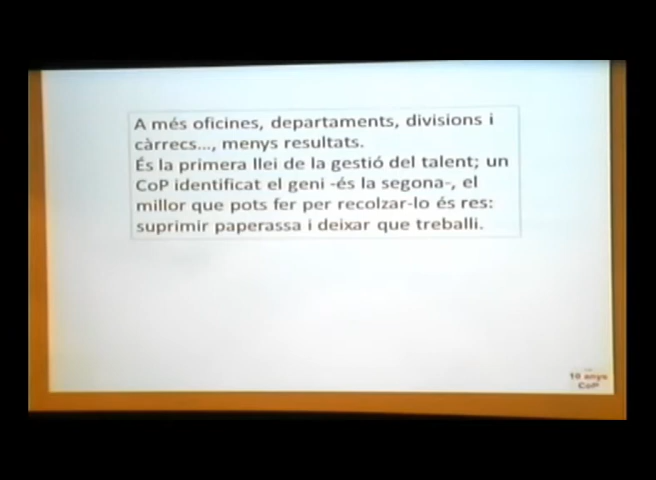 A més oficines, departaments, divisions i
càrrecs..., menys resultats.
És la primera llei de la gestió del talent; un
CoP identificat el geni -és la segona-, el
millor que pots fer per recolzar-lo és res:
suprimir paperassa i deixar que treballi.
10 anys
CoP